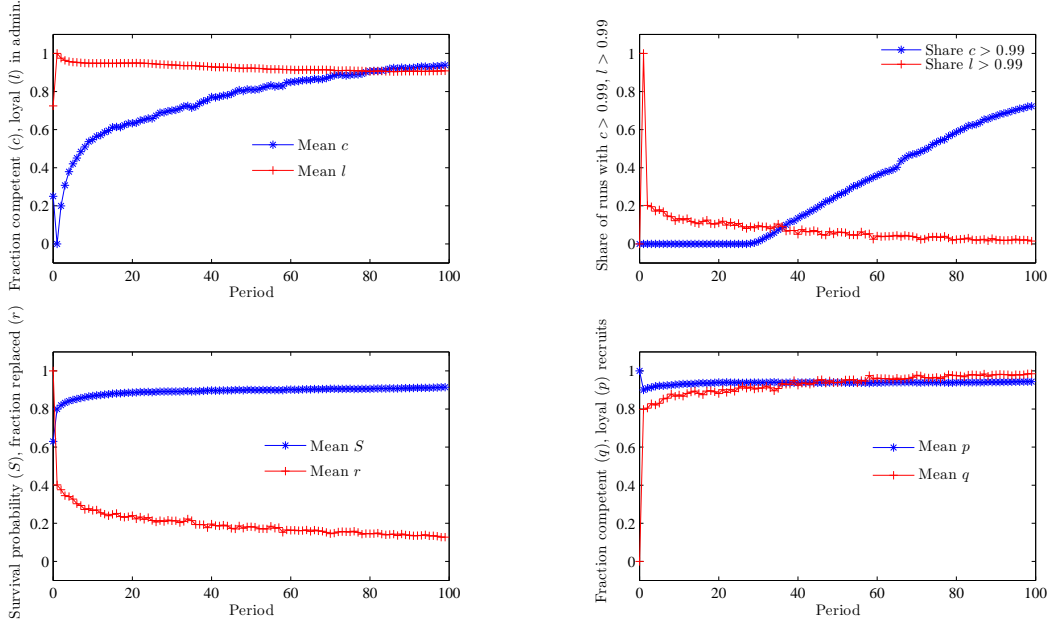 Fraction competent (c), loyal (l) in admin.
1
0.8
0.6
0.4
0.2
0
0 20 40 60 80 100
Period
Mean c
Mean l
Share of runs with c > 0.99, l > 0.99
1
0.8
0.6
0.4
0.2
0
0 20 40 60 80 100
Period
Share c > 0.99
Share l > 0.99
Survival probability (S), fraction replaced (r)
1
0.8
0.6
0.4
0.2
0
0 20 40 60 80 100
Period
Mean S
Mean r
Fraction competent (q), loyal (p) recruits
1
0.8
0.6
0.4
0.2
0
0 20 40 60 80 100
Period
Mean p
Mean q